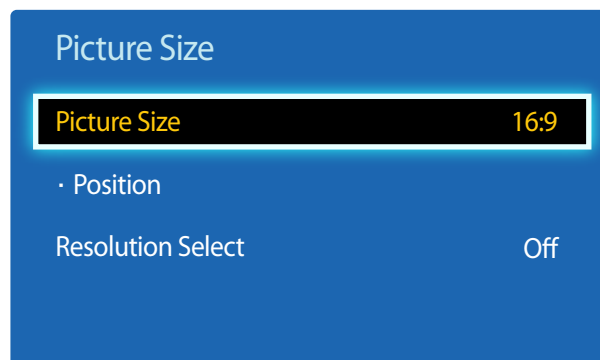 Picture Size
Picture Size 16:9
· Position
Resolution Select Off